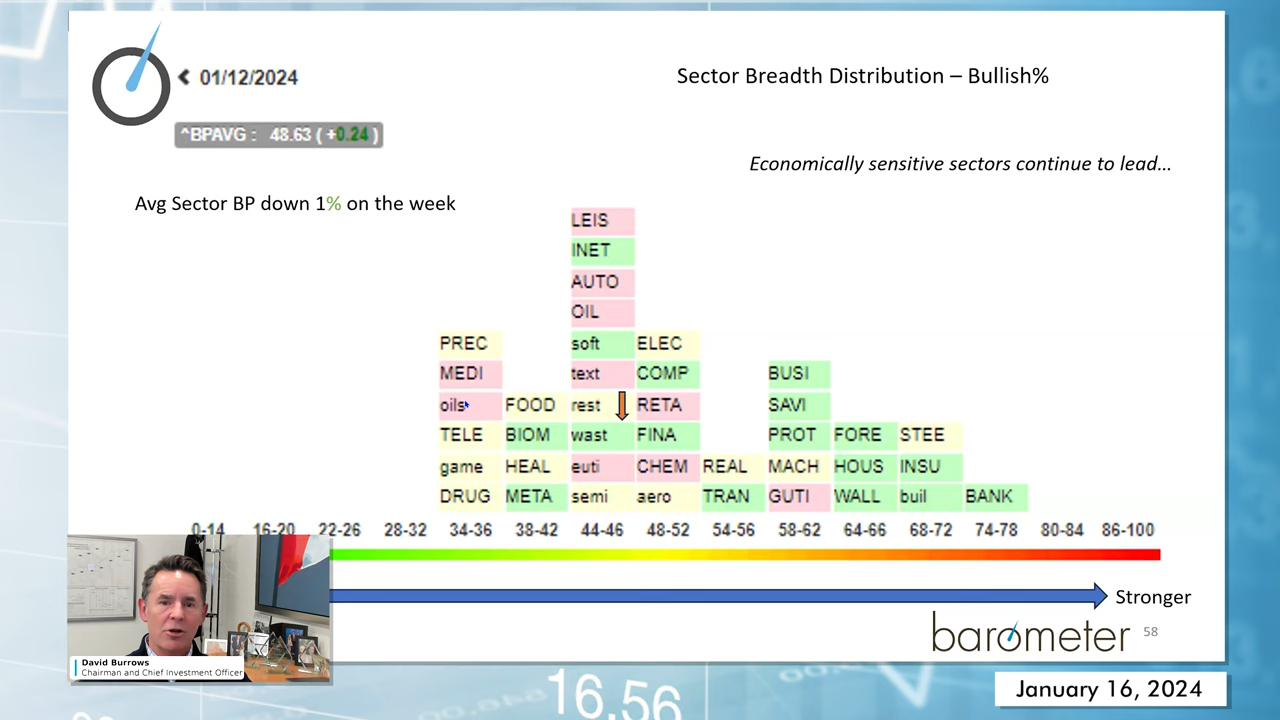 < 01/12/2024
Sector Breadth Distribution – Bullish%
^BPAVG : 48.63 ( +0.24 )
Economically sensitive sectors continue to lead…
Avg Sector BP down 1% on the week
LEIS
INET
AUTO
OIL
PREC soft ELEC
MEDI text COMP BUSI
oils FOOD rest RETA SAVI
TELE BIOM wast FINA PROT FORE STEE
game HEAL euti CHEM REAL MACH HOUS INSU
DRUG META semi aero TRAN GUTI WALL buil BANK
0-14 16-20 22-26 28-32 34-36 38-42 44-46 48-52 54-56 58-62 64-66 68-72 74-78 80-84 86-100
Stronger
barometer 58
David Burrows
Chairman and Chief Investment Officer
January 16, 2024
16.56